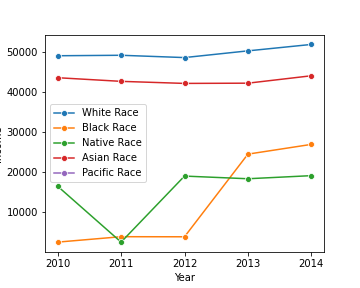 50000
40000
30000
20000
10000
White Race
Black Race
Native Race
Asian Race
Pacific Race
2010 2011 2012 2013 2014
Year